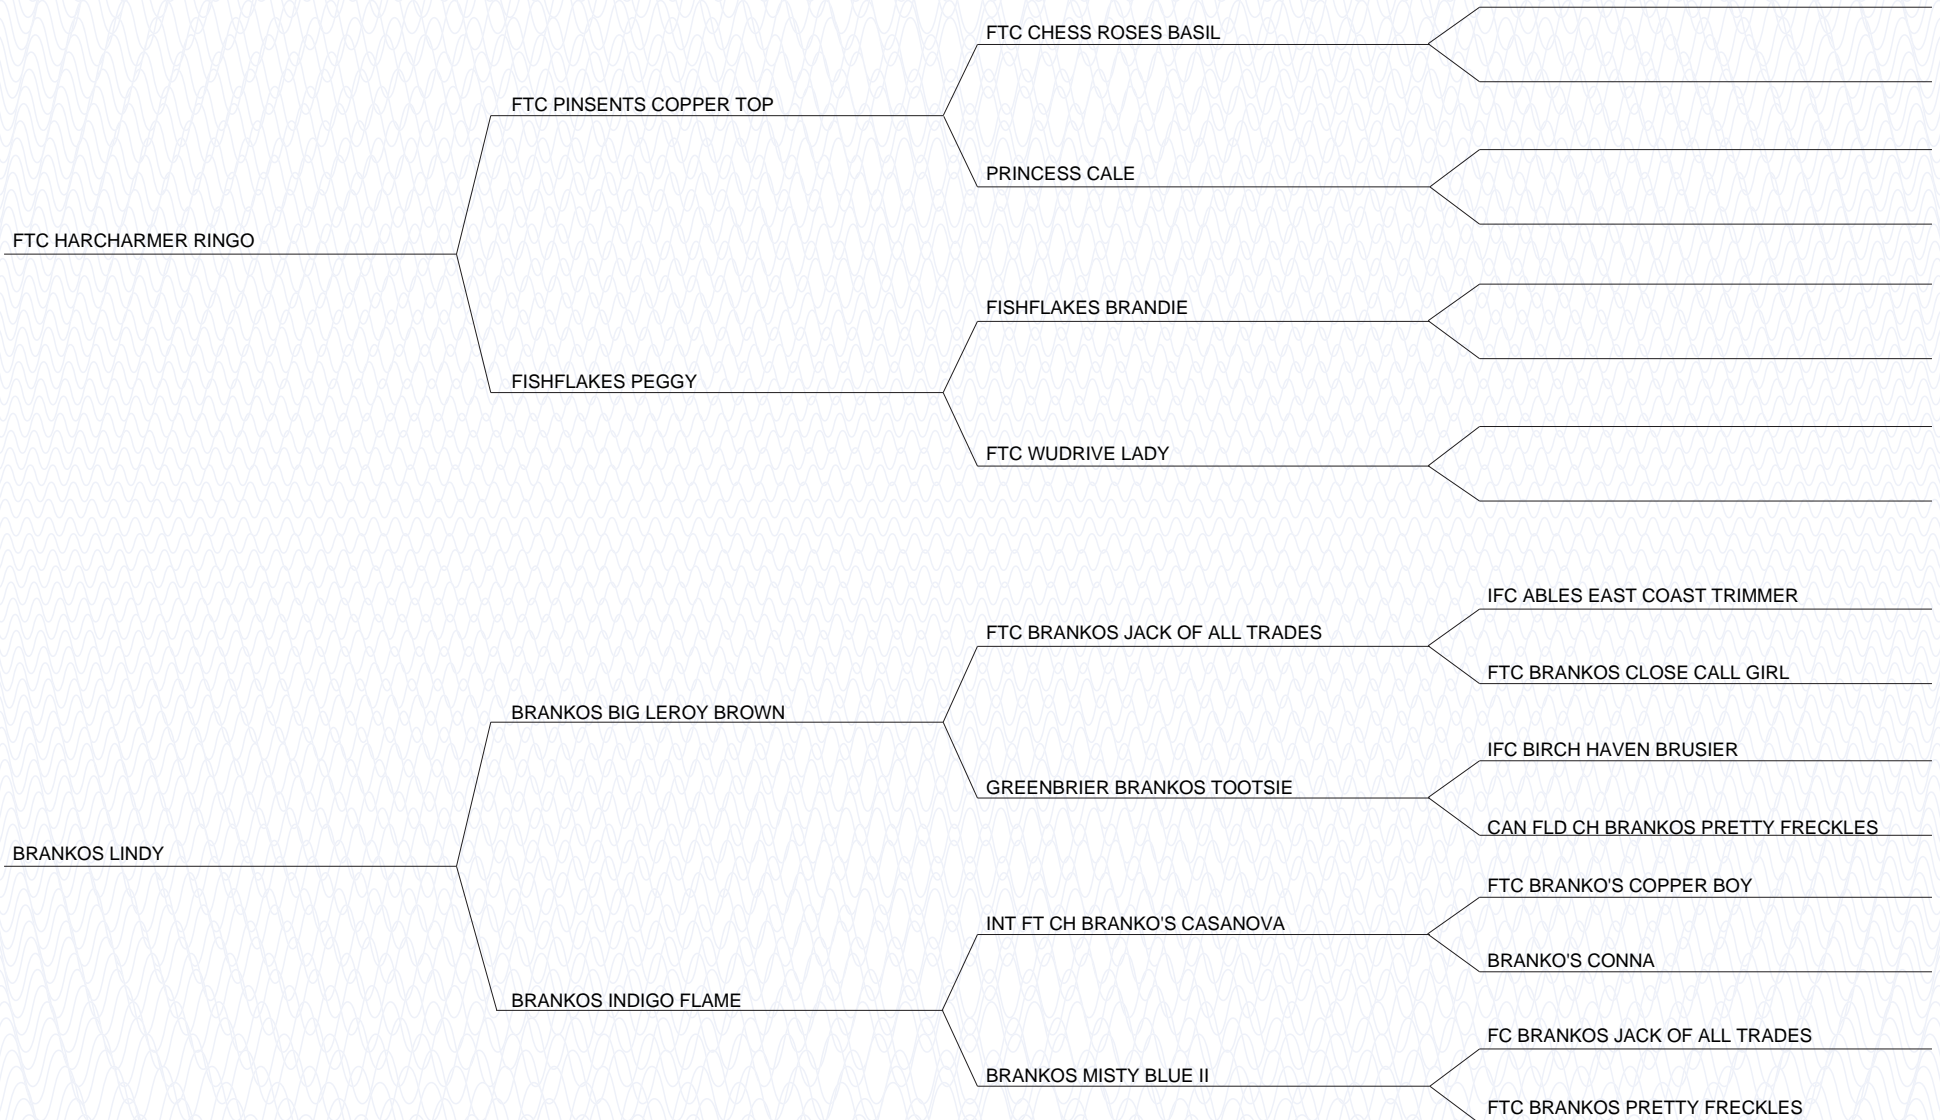 FTC CHESS ROSES BASIL
FTC PINSENTS COPPER TOP
PRINCESS CALE
FTC HARCHARMER RINGO
FISHFLAKES BRANDIE
FISHFLAKES PEGGY
FTC WUDRIVE LADY
IFC ABLES EAST COAST TRIMMER
FTC BRANKOS JACK OF ALL TRADES
FTC BRANKOS CLOSE CALL GIRL
BRANKOS BIG LEROY BROWN
IFC BIRCH HAVEN BRUSIER
GREENBRIER BRANKOS TOOTSIE
CAN FLD CH BRANKOS PRETTY FRECKLES
BRANKOS LINDY
FTC BRANKO'S COPPER BOY
INT FT CH BRANKO'S CASANOVA
BRANKO'S CONNA
BRANKOS INDIGO FLAME
FC BRANKOS JACK OF ALL TRADES
BRANKOS MISTY BLUE II
FTC BRANKOS PRETTY FRECKLES